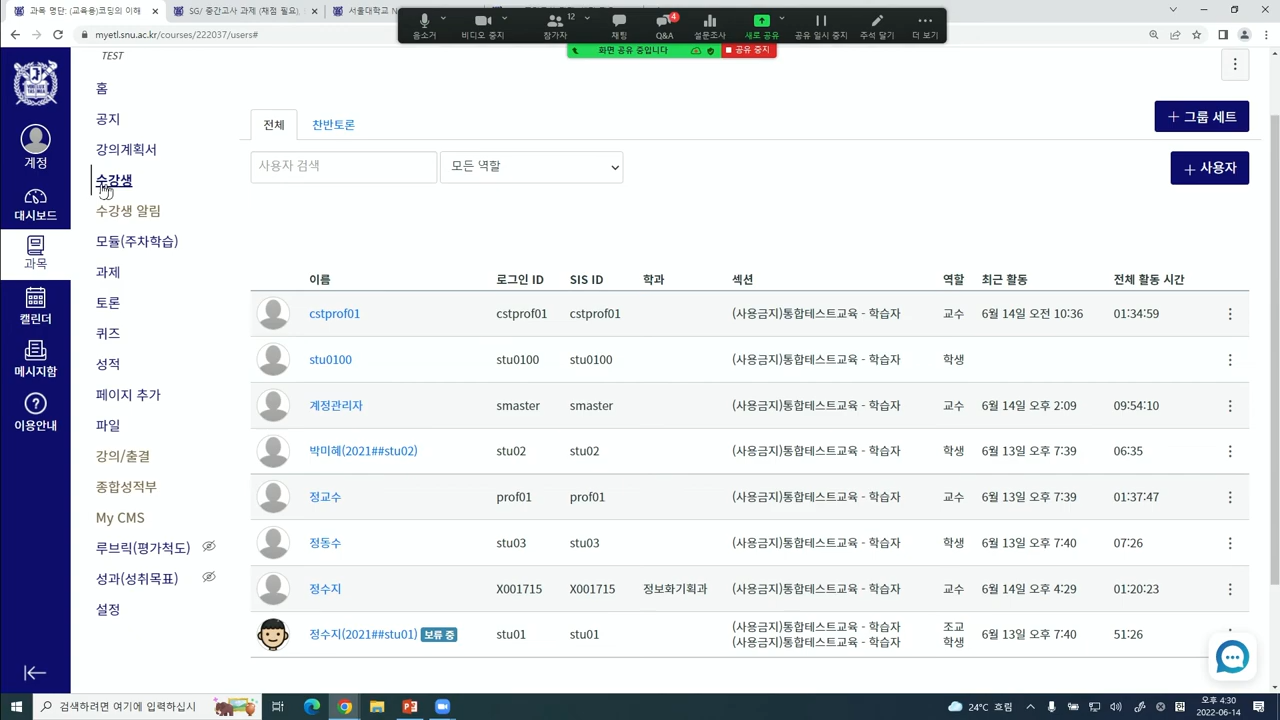 과목 명단: (교육용)코딩의 이해
SG/ 중간고사 과제 (채점 필요)
서울대학교 N
myetl.snu.ac.kr/courses/222037/users#
음소거
비디오 중지
12
참가자
채팅
4
Q&A
설문조사
새로 공유
공유 일시 중지
주석 달기
더 보기
화면 공유 중입니다
공유 중지
TEST
홈
공지
강의계획서
수강생
수강생 알림
모듈(주차학습)
과제
토론
퀴즈
성적
페이지 추가
파일
강의/출결
종합성적부
My CMS
루브릭(평가척도)
성과(성취목표)
설정
계정
대시보드
과목
캘린더
메시지함
이용안내
전체 찬반토론
+ 그룹 세트
사용자 검색 모든 역할
+ 사용자
이름 로그인 ID SIS ID 학과 섹션 역할 최근 활동 전체 활동 시간
cstprof01 cstprof01 cstprof01 (사용금지)통합테스트교육 - 학습자 교수 6월 14일 오전 10:36 01:34:59
stu0100 stu0100 stu0100 (사용금지)통합테스트교육 - 학습자 학생
계정관리자 smaster smaster (사용금지)통합테스트교육 - 학습자 교수 6월 14일 오후 2:09 09:54:10
박미혜(2021##stu02) stu02 stu02 (사용금지)통합테스트교육 - 학습자 학생 6월 13일 오후 7:39 06:35
정교수 prof01 prof01 (사용금지)통합테스트교육 - 학습자 교수 6월 13일 오후 7:39 01:37:47
정동수 stu03 stu03 (사용금지)통합테스트교육 - 학습자 학생 6월 13일 오후 7:40 07:26
정수지 X001715 X001715 정보화기획과 (사용금지)통합테스트교육 - 학습자 교수 6월 14일 오후 4:29 01:20:23
정수지(2021##stu01) 보류 중 stu01 stu01 (사용금지)통합테스트교육 - 학습자 조교 6월 13일 오후 7:40 51:26
(사용금지)통합테스트교육 - 학습자 학생
검색하려면 여기에 입력하십시
24°C 흐림
한
오후 4:30
2022-06-14